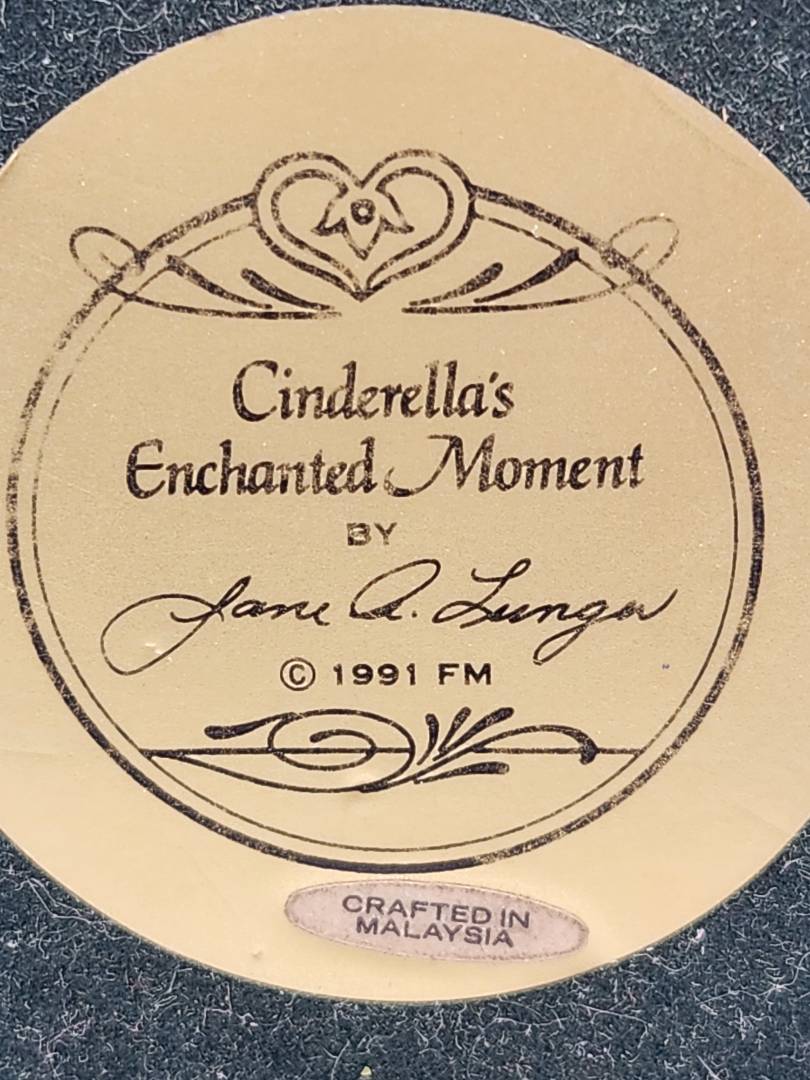 Cinderella's
Enchanted Moment
BY
Jane A. Lunger
© 1991 FM
CRAFTED IN
MALAYSIA